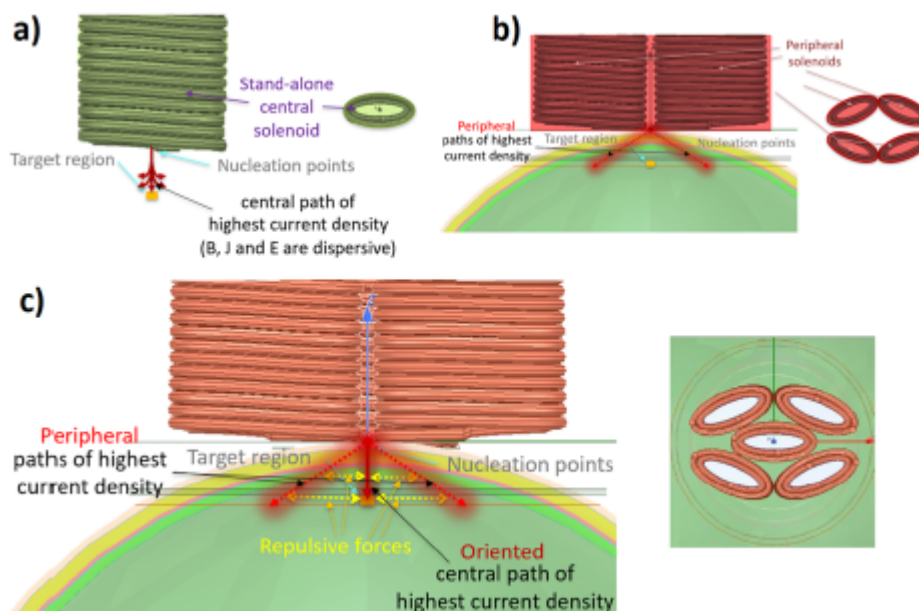 a)
Stand-alone
central
solenoid
Target region
Nucleation points
central path of
highest current density
(B, J and E are dispersive)
b)
Peripheral
solenoids
Peripheral
paths of highest
current density
Target region
Nucleation points
c)
Peripheral
paths of highest
current density
Target region
Nucleation points
Repulsive forces
Oriented
central path of
highest current density